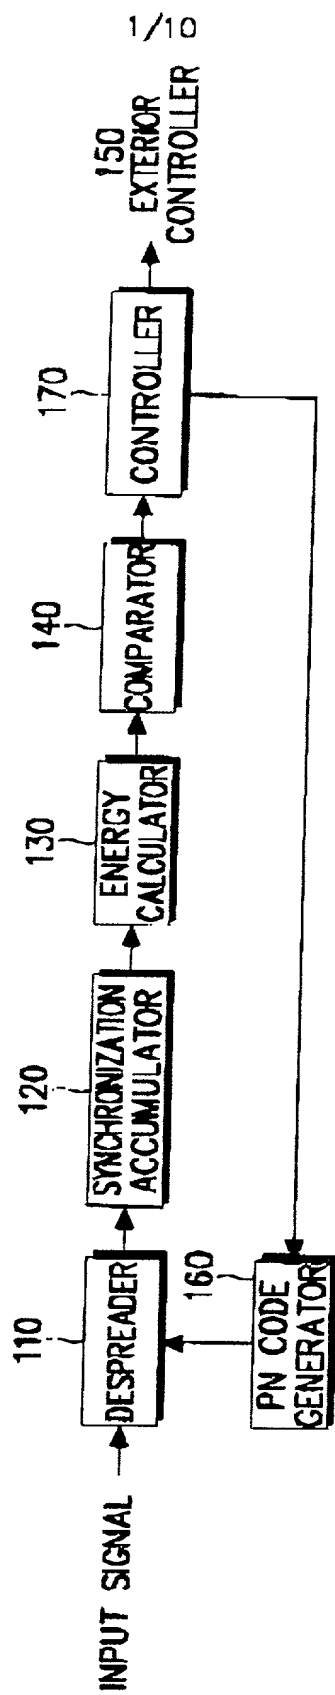 1/10
INPUT SIGNAL
110
DESPREADER
120
SYNCHRONIZATION
ACCUMULATOR
130
ENERGY
CALCULATOR
140
COMPARATOR
170
CONTROLLER
150
EXTERIOR
CONTROLLER
160
PN CODE
GENERATOR